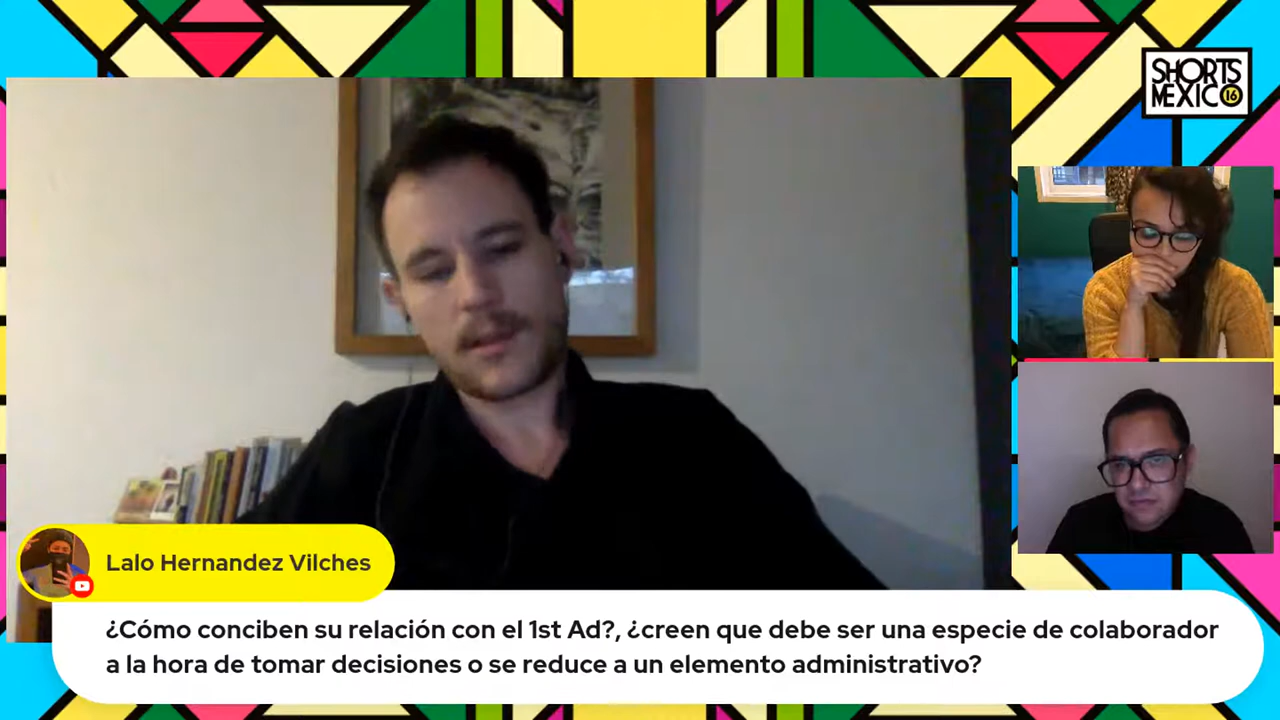 SHORTS
MEXICO 16
Lalo Hernandez Vilches
¿Cómo conciben su relación con el 1st Ad?, ¿creen que debe ser una especie de colaborador
a la hora de tomar decisiones o se reduce a un elemento administrativo?